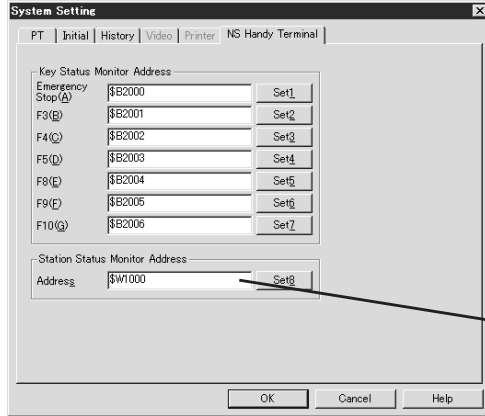 System Setting
PT Initial History Video Printer NS Handy Terminal
Key Status Monitor Address
Emergency
Stop(A) $B2000 Set1
F3(B) $B2001 Set2
F4(C) $B2002 Set3
F5(D) $B2003 Set4
F8(E) $B2004 Set5
F9(F) $B2005 Set6
F10(G) $B2006 Set7
Station Status Monitor Address
Address $W1000 Set8
OK Cancel Help